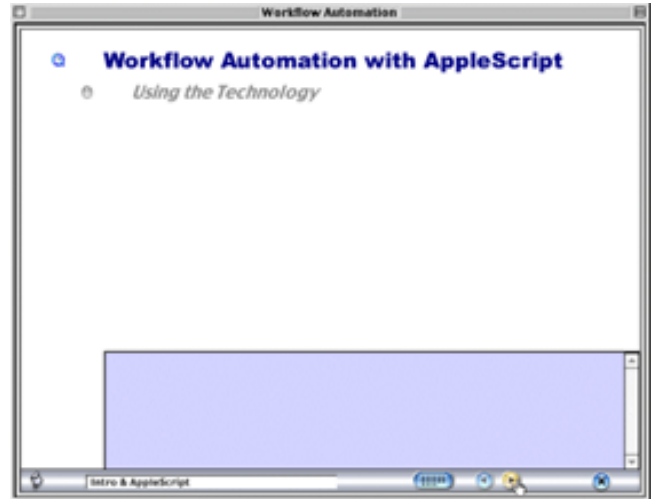 Workflow Automation
Workflow Automation with AppleScript
Using the Technology
Intro & AppleScript